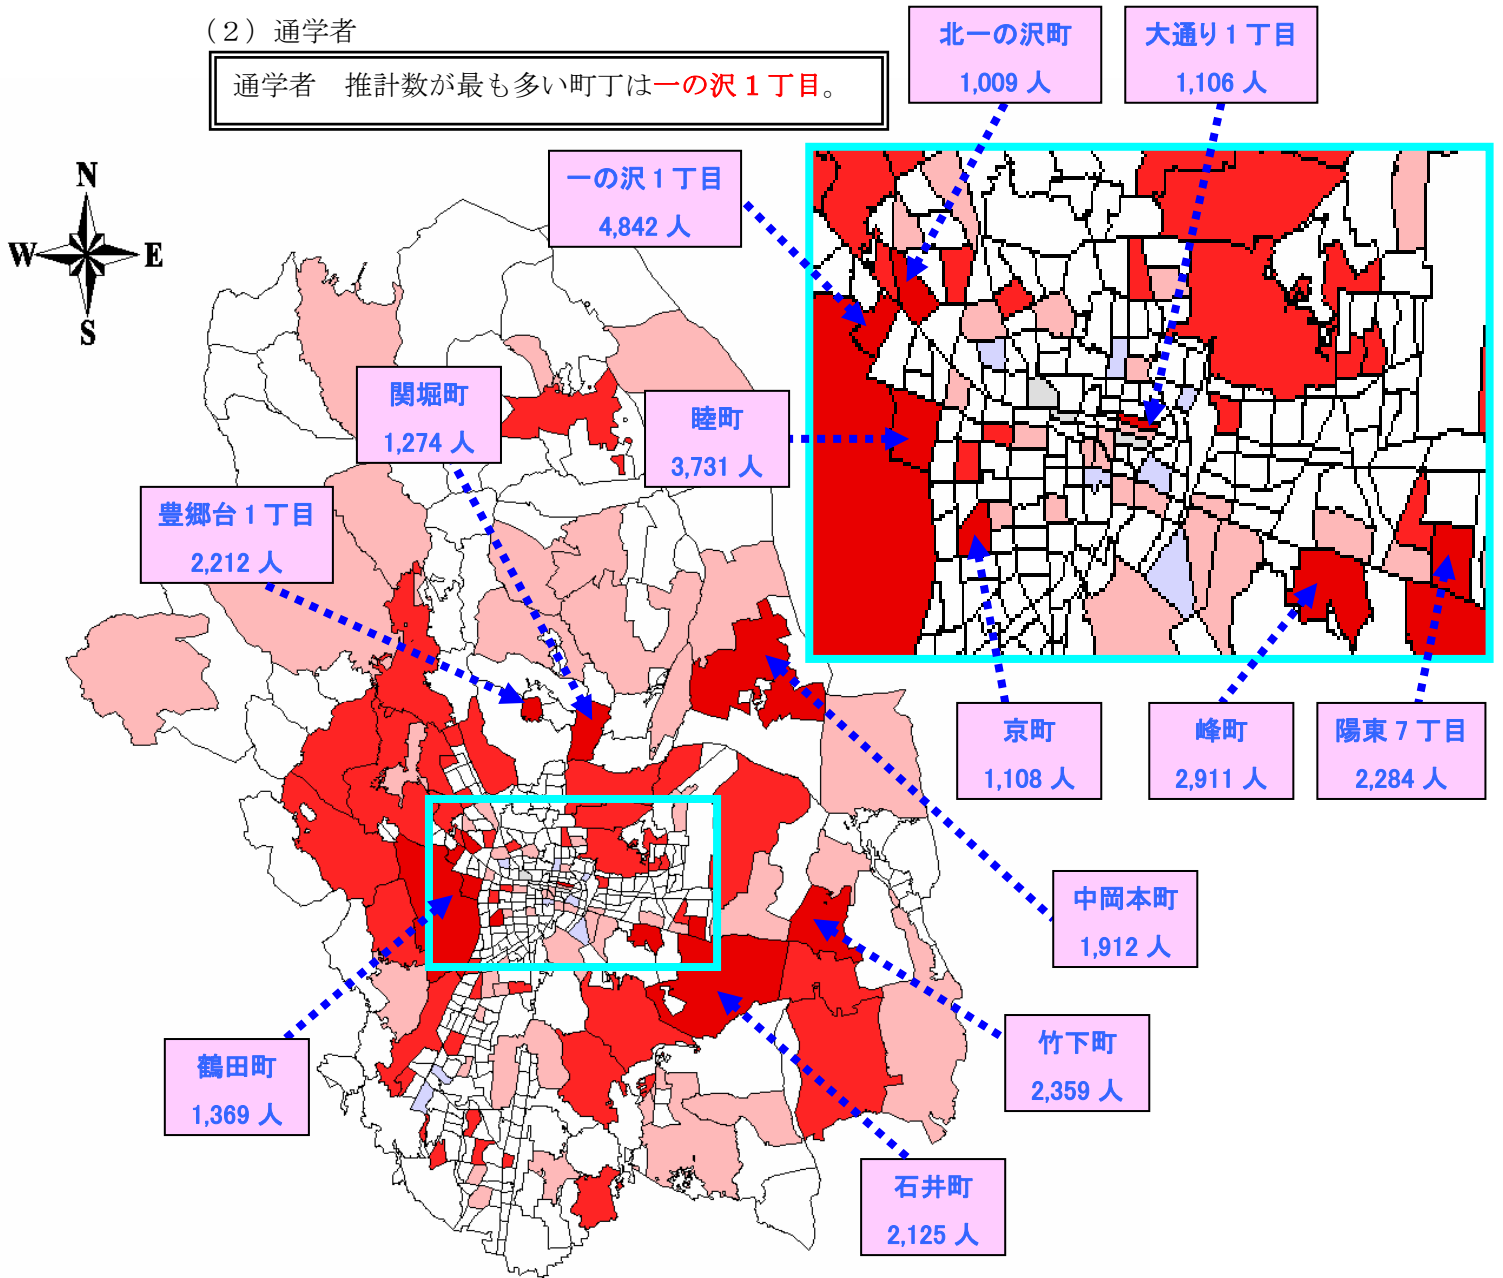 （２）通学者
通学者　推計数が最も多い町丁は一の沢１丁目。
北一の沢町
1,009 人
大通り１丁目
1,106 人
一の沢１丁目
4,842 人
N
W
E
S
関堀町
1,274 人
睦町
3,731 人
豊郷台１丁目
2,212 人
京町
1,108 人
峰町
2,911 人
陽東７丁目
2,284 人
中岡本町
1,912 人
竹下町
2,359 人
鶴田町
1,369 人
石井町
2,125 人